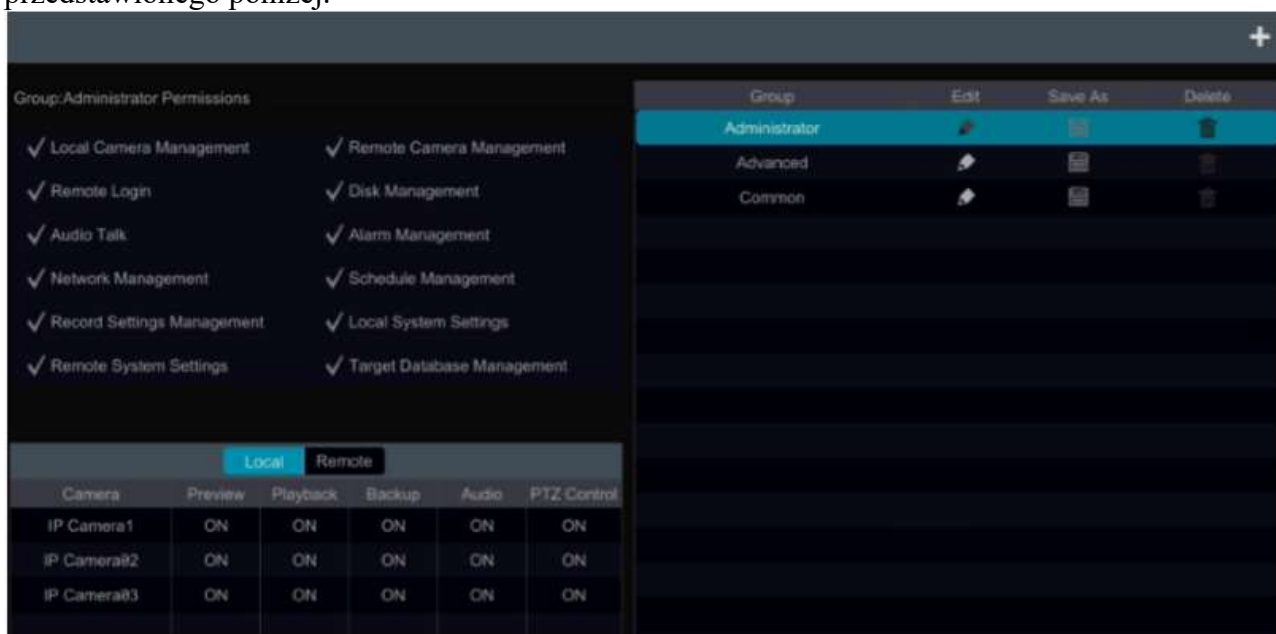 przedstawionego poniżej.
Group:Administrator Permissions
Local Camera Management Remote Camera Management
Remote Login Disk Management
Audio Talk Alarm Management
Network Management Schedule Management
Record Settings Management Local System Settings
Remote System Settings Target Database Management
Local Remote
Camera Preview Playback Backup Audio PTZ Control
IP Camera1 ON ON ON ON ON
IP Camera02 ON ON ON ON ON
IP Camera03 ON ON ON ON ON
Group Edit Save As Delete
Administrator
Advanced
Common